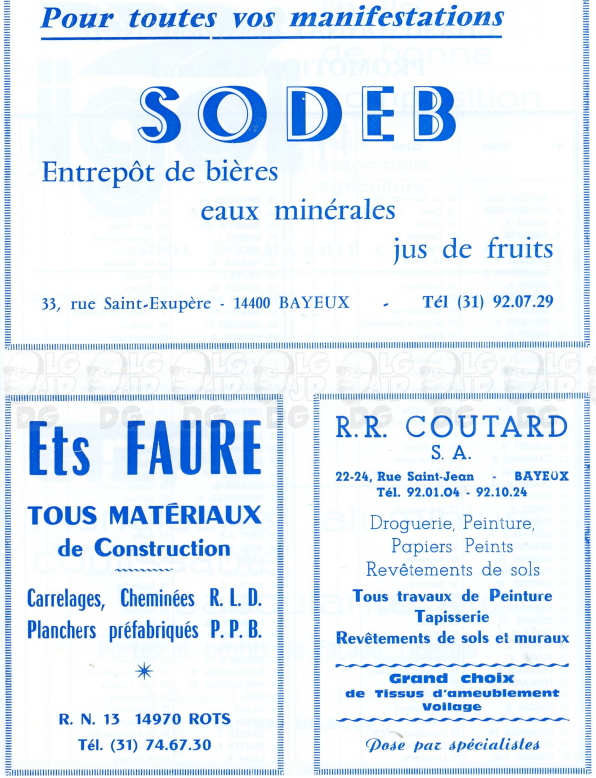 Pour toutes vos manifestations
SODEB
Entrepôt de bières
eaux minérales
jus de fruits
33, rue Saint-Exupère - 14400 BAYEUX - Tél (31) 92.07.29
Ets FAURE
TOUS MATÉRIAUX
de Construction
Carrelages, Cheminées R. L. D.
Planchers préfabriqués P. P. B.
R. N. 13 14970 ROTS
Tél. (31) 74.67.30
R.R. COUTARD
S. A.
22-24, Rue Saint-Jean - BAYEUX
Tél. 92.01.04 - 92.10.24
Droguerie, Peinture,
Papiers Peints
Revêtements de sols
Tous travaux de Peinture
Tapisserie
Revêtements de sols et muraux
Grand choix
de Tissus d'ameublement
Voilage
Pose par spécialistes